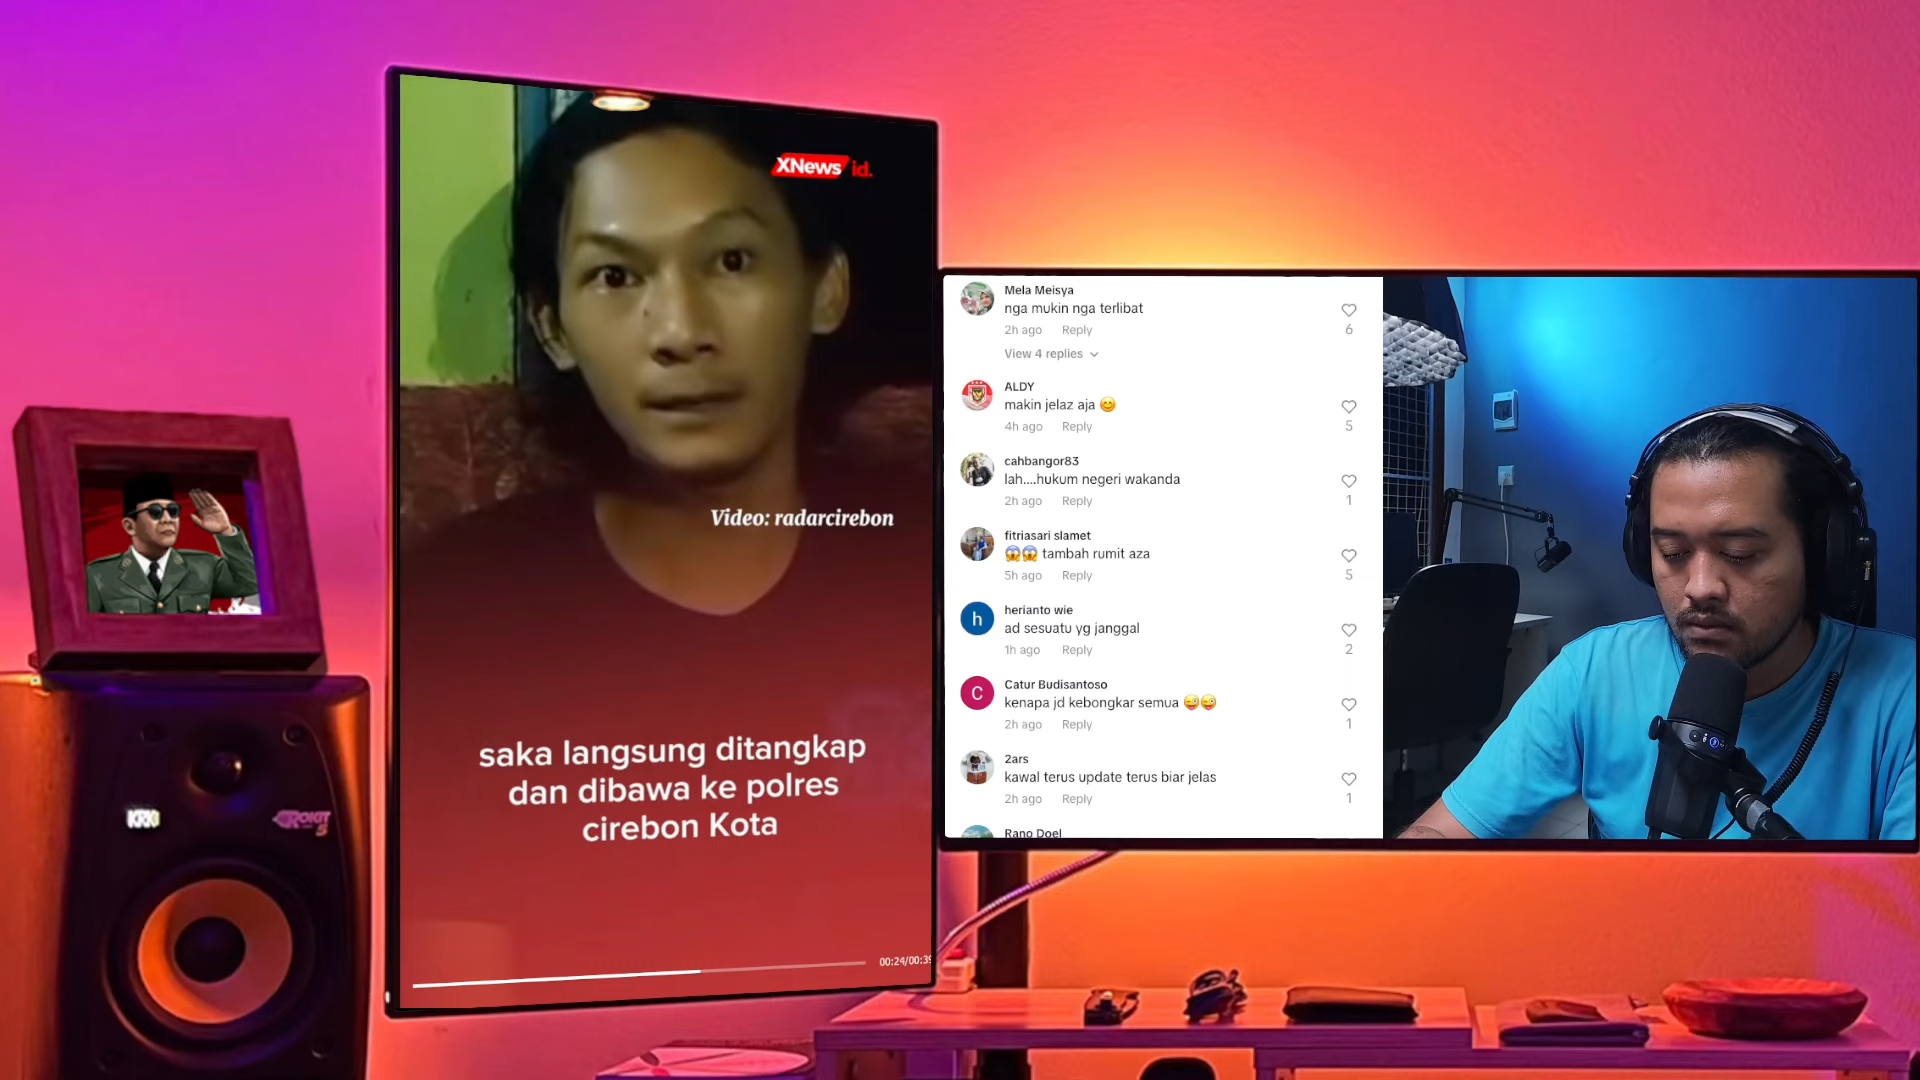 XNews id.
Video: radarcirebon
saka langsung ditangkap
dan dibawa ke polres
cirebon Kota
00:24/00:39
KRK
ROKIT
5
Mela Meisya
nga mukin nga terlibat
2h ago Reply
6
View 4 replies
ALDY
makin jelaz aja 😊
4h ago Reply
5
cahbangor83
lah....hukum negeri wakanda
2h ago Reply
1
fitriasari slamet
😱😱 tambah rumit aza
5h ago Reply
5
h
herianto wie
ad sesuatu yg janggal
1h ago Reply
2
C
Catur Budisantoso
kenapa jd kebongkar semua 😜😜
2h ago Reply
1
2ars
kawal terus update terus biar jelas
2h ago Reply
1
Rano Doel